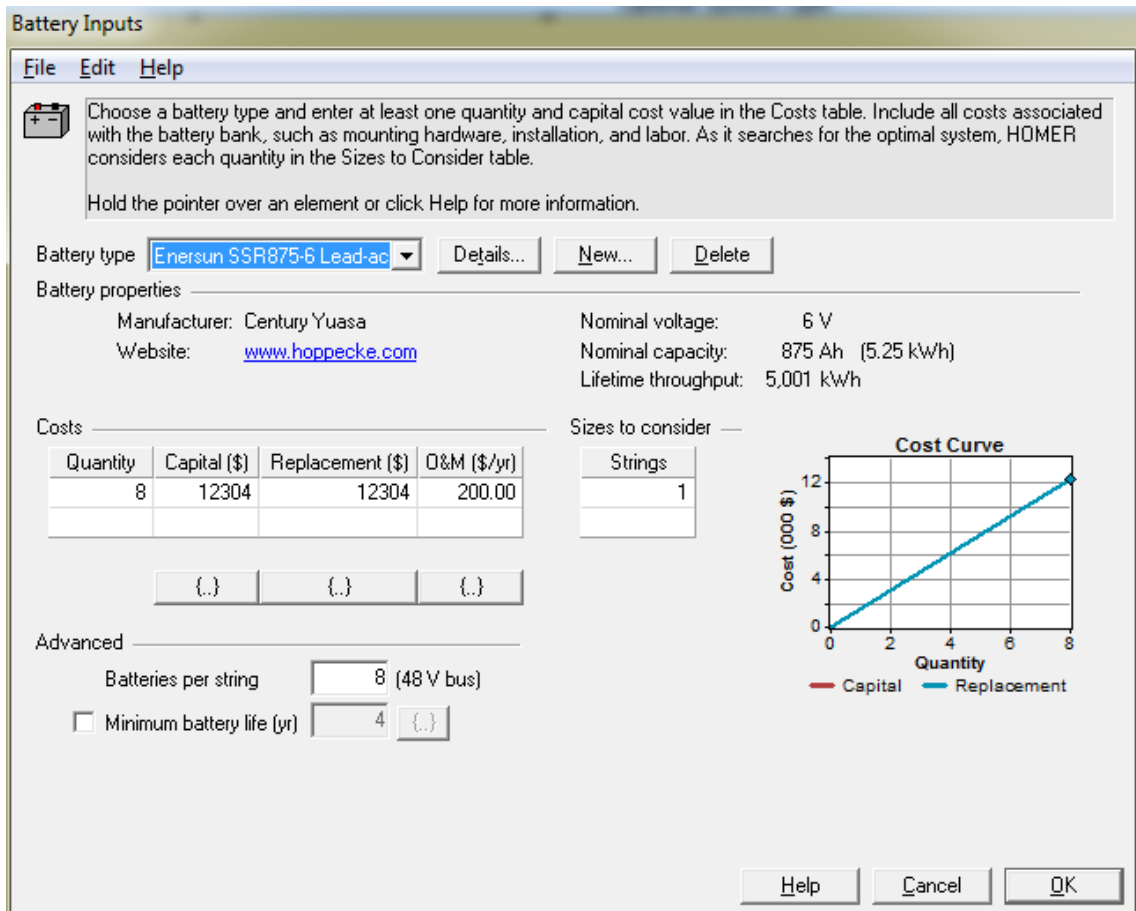 Battery Inputs
File Edit Help
Choose a battery type and enter at least one quantity and capital cost value in the Costs table. Include all costs associated
with the battery bank, such as mounting hardware, installation, and labor. As it searches for the optimal system, HOMER
considers each quantity in the Sizes to Consider table.
Hold the pointer over an element or click Help for more information.
Battery type Enersun SSR875-6 Lead-ac Details... New... Delete
Battery properties
Manufacturer: Century Yuasa
Website: www.hoppecke.com
Nominal voltage: 6 V
Nominal capacity: 875 Ah (5.25 kWh)
Lifetime throughput: 5,001 kWh
Costs
Quantity Capital ($) Replacement ($) O&M ($/yr)
8 12304 12304 200.00
{..} {..} {..}
Sizes to consider
Strings
1
Cost Curve
Cost (000 $)
12
8
4
0
0 2 4 6 8
Quantity
Capital Replacement
Advanced
Batteries per string 8 (48 V bus)
Minimum battery life (yr) 4 {..}
Help Cancel OK